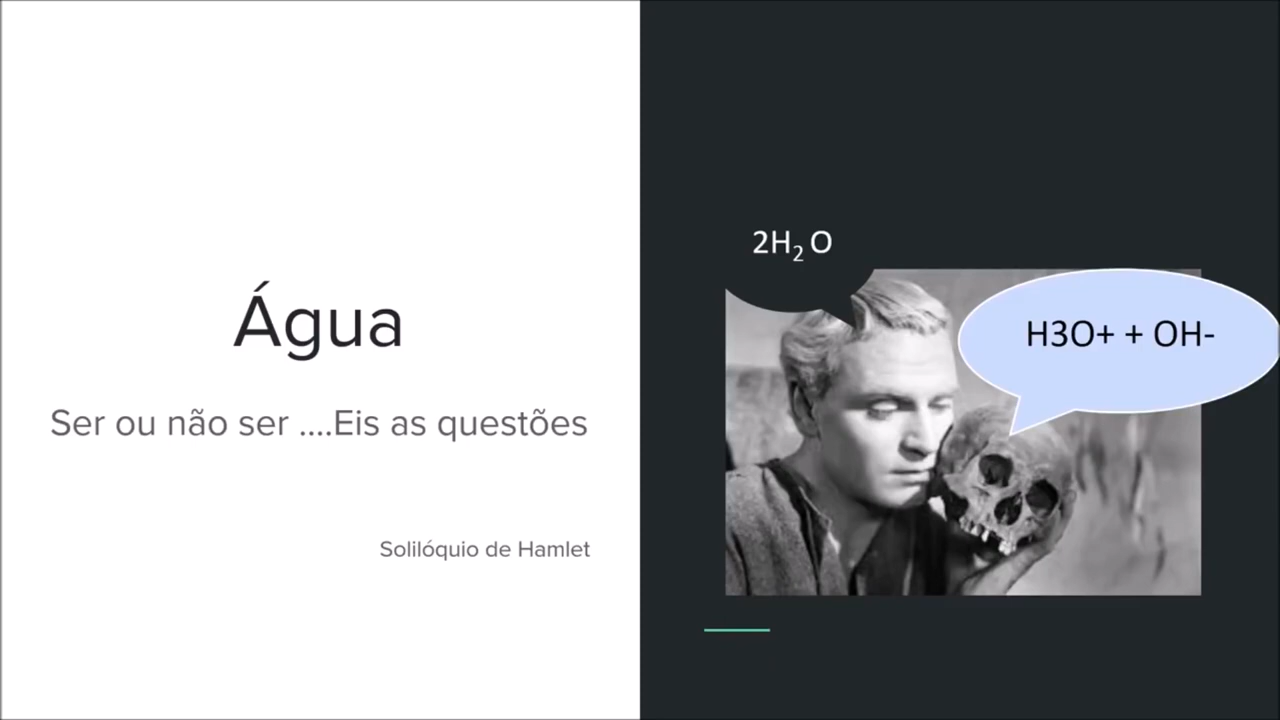 Água
Ser ou não ser ....Eis as questões
Solilóquio de Hamlet
2H₂O
H3O+ + OH-